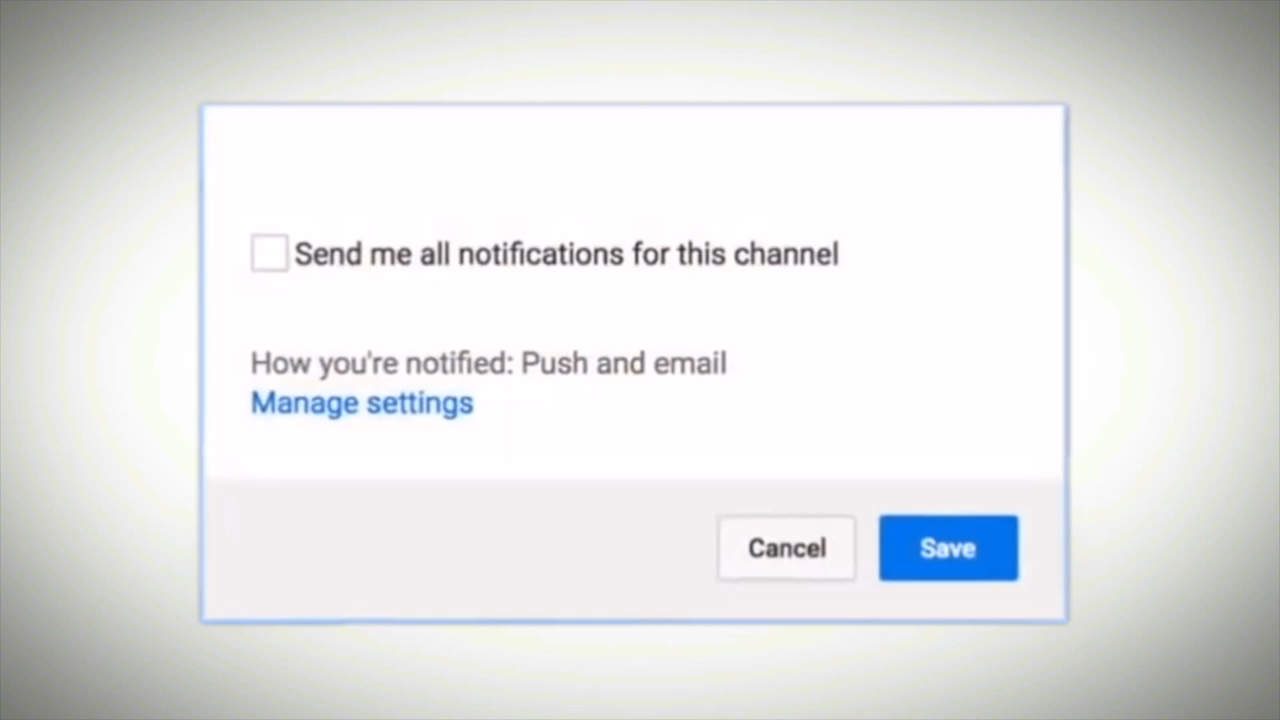 Send me all notifications for this channel
How you're notified: Push and email
Manage settings
Cancel
Save